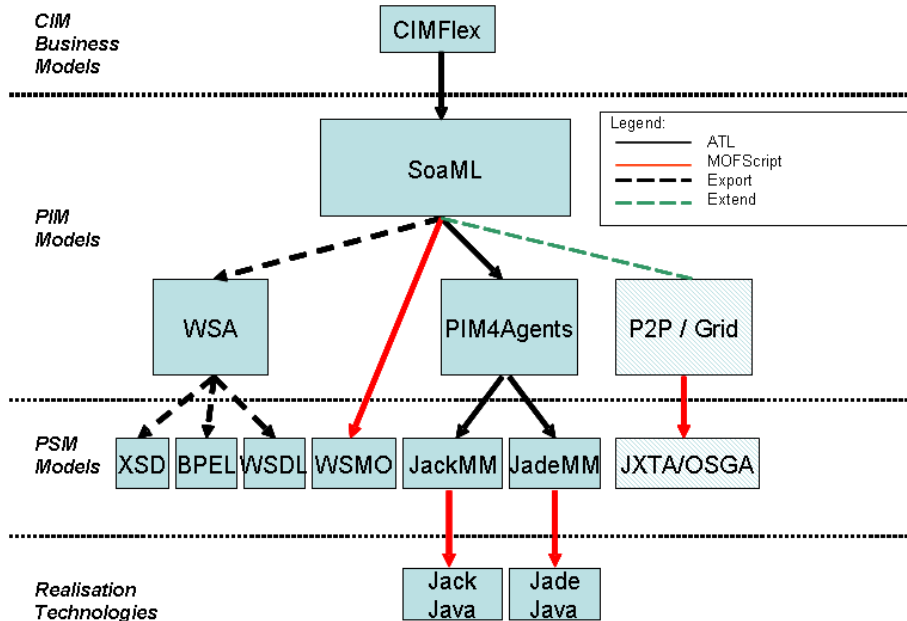 CIM
Business
Models
CIMFlex
Legend:
ATL
MOFScript
Export
Extend
SoaML
PIM
Models
WSA
PIM4Agents
P2P / Grid
PSM
Models
XSD
BPEL
WSDL
WSMO
JackMM
JadeMM
JXTA/OSGA
Realisation
Technologies
Jack
Java
Jade
Java